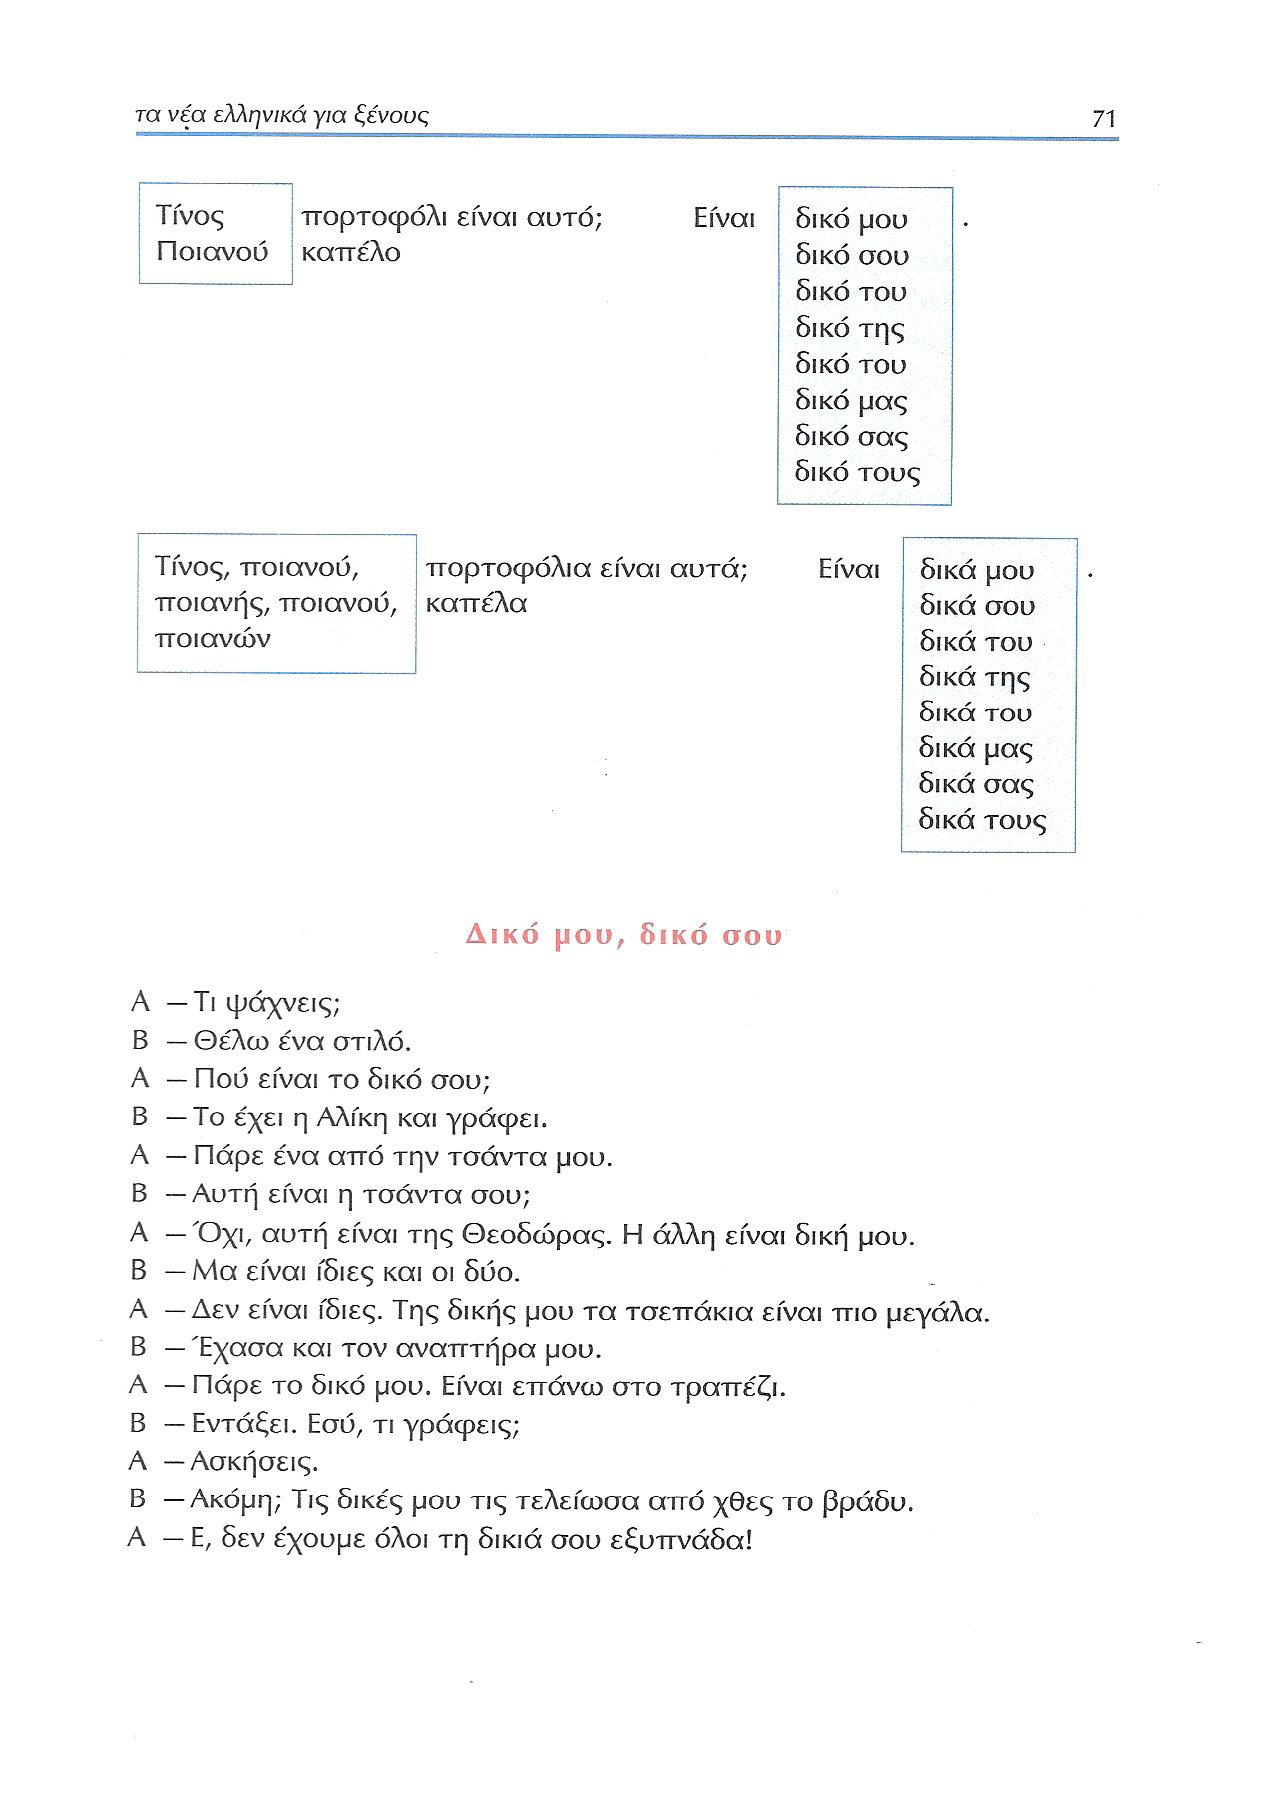 τα νέα ελληνικά για ξένους 71
Τίνος πορτοφόλι είναι αυτό; Είναι δικό μου .
Ποιανού καπέλο δικό σου
δικό του
δικό της
δικό του
δικό μας
δικό σας
δικό τους
Τίνος, ποιανού, πορτοφόλια είναι αυτά; Είναι δικά μου .
ποιανής, ποιανού, καπέλα δικά σου
ποιανών δικά του
δικά της
δικά του
δικά μας
δικά σας
δικά τους
Δικό μου, δικό σου
Α – Τι ψάχνεις;
Β – Θέλω ένα στιλό.
Α – Πού είναι το δικό σου;
Β – Το έχει η Αλίκη και γράφει.
Α – Πάρε ένα από την τσάντα μου.
Β – Αυτή είναι η τσάντα σου;
Α – Όχι, αυτή είναι της Θεοδώρας. Η άλλη είναι δική μου.
Β – Μα είναι ίδιες και οι δύο.
Α – Δεν είναι ίδιες. Της δικής μου τα τσεπάκια είναι πιο μεγάλα.
Β – Έχασα και τον αναπτήρα μου.
Α – Πάρε το δικό μου. Είναι επάνω στο τραπέζι.
Β – Εντάξει. Εσύ, τι γράφεις;
Α – Ασκήσεις.
Β – Ακόμη; Τις δικές μου τις τελείωσα από χθες το βράδυ.
Α – Ε, δεν έχουμε όλοι τη δικιά σου εξυπνάδα!